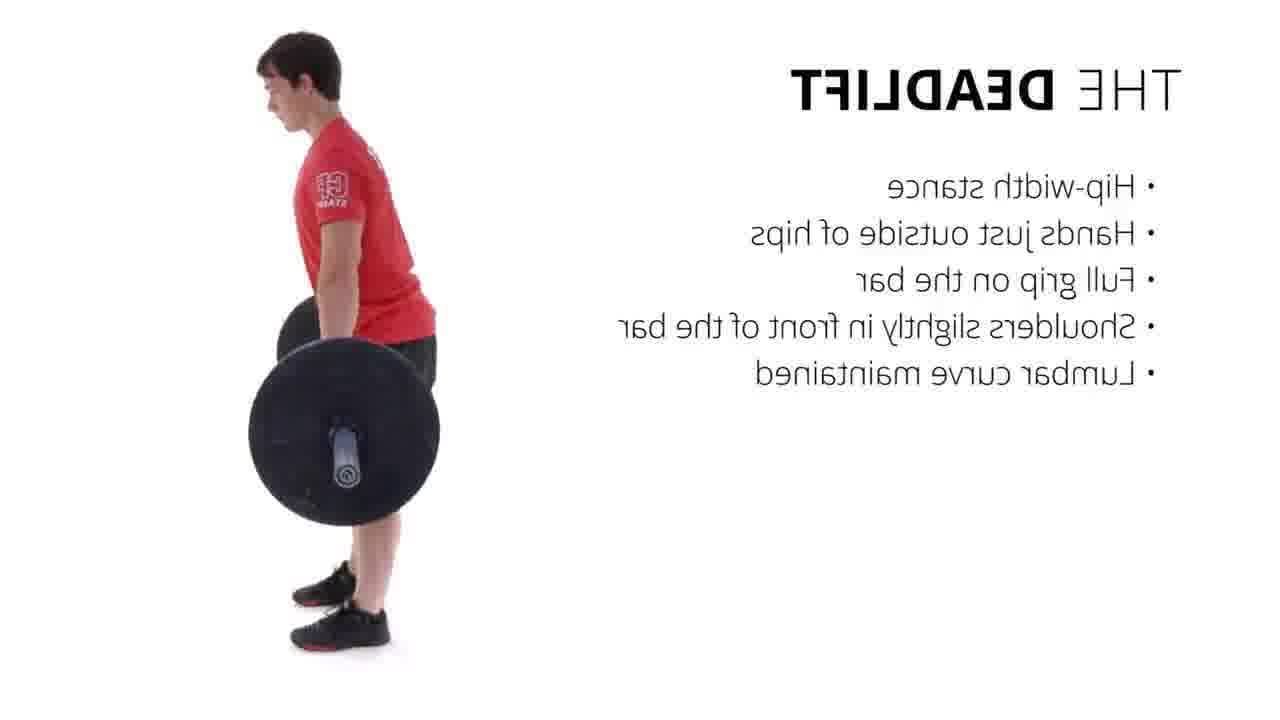 THE DEADLIFT
• Hip-width stance
• Hands just outside of hips
• Full grip on the bar
• Shoulders slightly in front of the bar
• Lumbar curve maintained